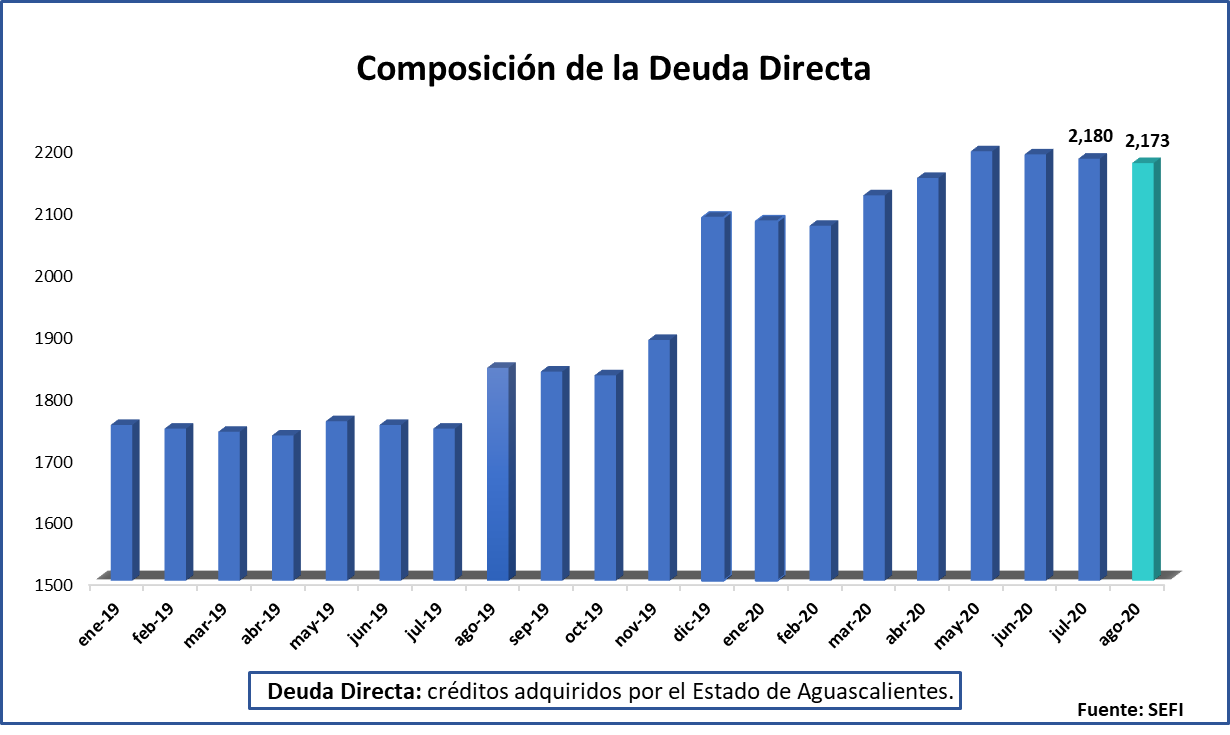 Composición de la Deuda Directa
2,180
2,173
2200
2100
2000
1900
1800
1700
1600
1500
ene-19
feb-19
mar-19
abr-19
may-19
jun-19
jul-19
ago-19
sep-19
oct-19
nov-19
dic-19
ene-20
feb-20
mar-20
abr-20
may-20
jun-20
jul-20
ago-20
Deuda Directa: créditos adquiridos por el Estado de Aguascalientes.
Fuente: SEFI